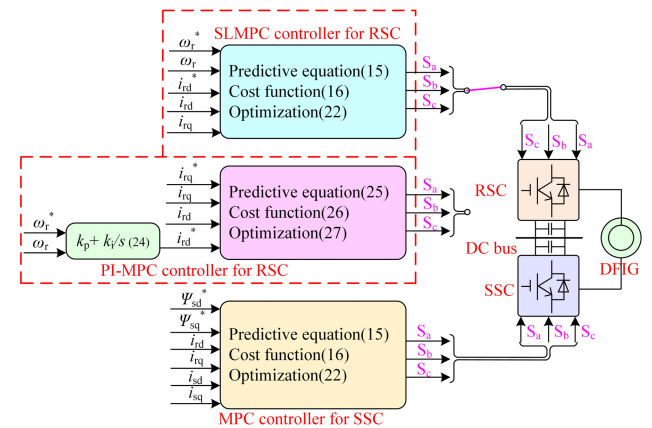 SLMPC controller for RSC
ωr*
ωr
ird*
ird
irq
Predictive equation(15)
Cost function(16)
Optimization(22)
Sa
Sb
Sc
Sc
Sb
Sa
irq*
irq
ird
ird*
Predictive equation(25)
Cost function(26)
Optimization(27)
Sa
Sb
Sc
ωr*
ωr
kp+ ki/s (24)
PI-MPC controller for RSC
RSC
DC bus
DFIG
SSC
Ψsd*
Ψsq*
ird
irq
isd
isq
Predictive equation(15)
Cost function(16)
Optimization(22)
Sa
Sb
Sc
Sa
Sb
Sc
MPC controller for SSC